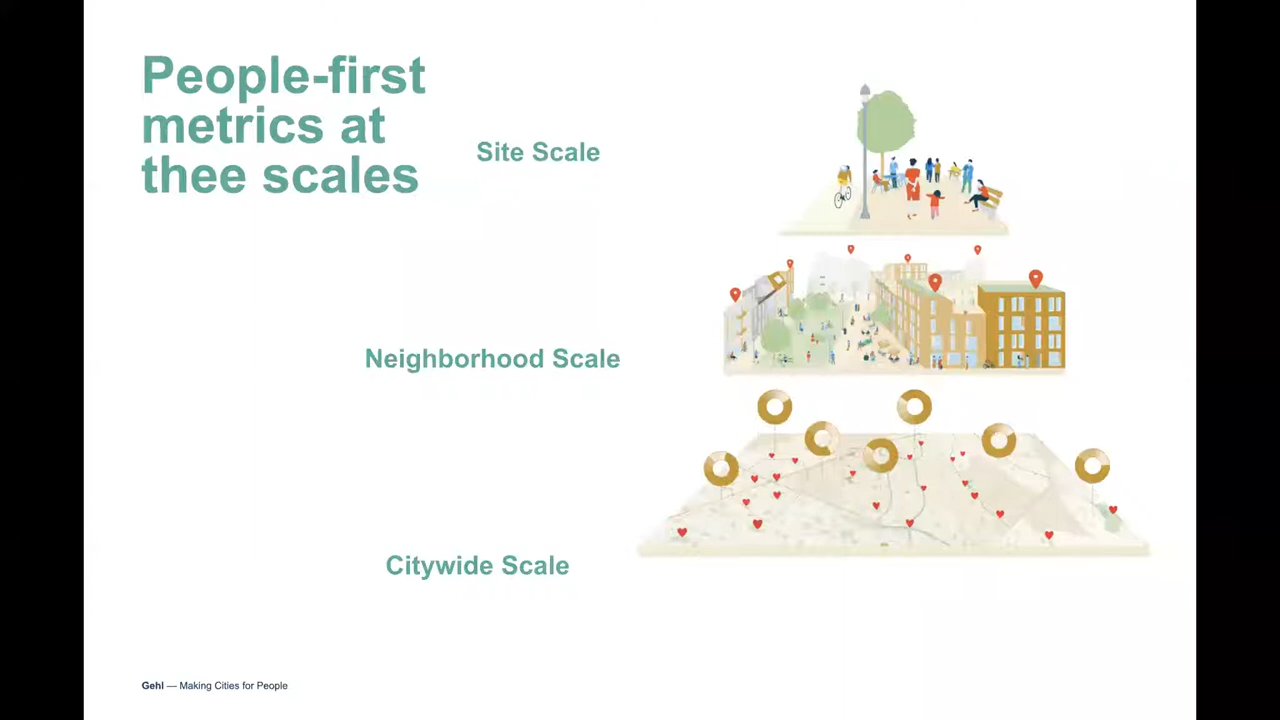 People-first
metrics at
thee scales
Site Scale
Neighborhood Scale
Citywide Scale
Gehl — Making Cities for People